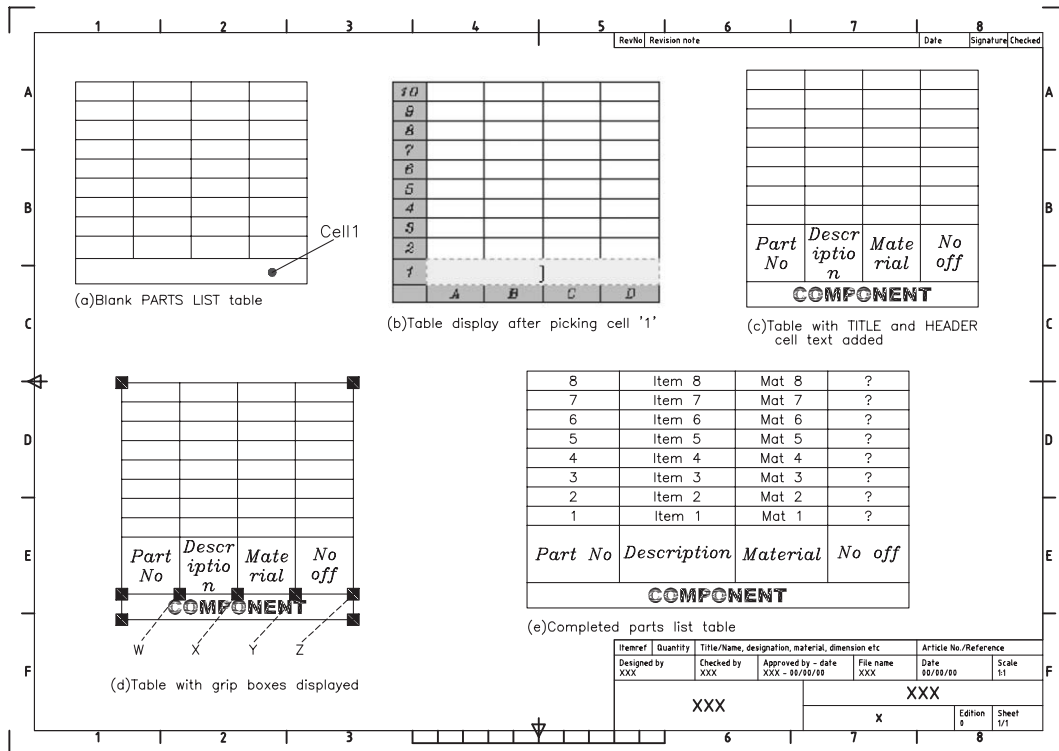 1 2 3 4 5 6 7 8
RevNo Revision note Date Signature Checked
A
B
C
D
E
F
Cell1
(a)Blank PARTS LIST table
10
9
8
7
6
5
4
3
2
1 ]
A B C D
(b)Table display after picking cell '1'
Part No
Descr iptio n
Mate rial
No off
COMPONENT
(c)Table with TITLE and HEADER
cell text added
Part No
Descr iptio n
Mate rial
No off
COMPONENT
W X Y Z
(d)Table with grip boxes displayed
8 Item 8 Mat 8 ?
7 Item 7 Mat 7 ?
6 Item 6 Mat 6 ?
5 Item 5 Mat 5 ?
4 Item 4 Mat 4 ?
3 Item 3 Mat 3 ?
2 Item 2 Mat 2 ?
1 Item 1 Mat 1 ?
Part No Description Material No off
COMPONENT
(e)Completed parts list table
A
B
C
D
E
F
Itemref Quantity Title/Name, designation, material, dimension etc Article No./Reference
Designed by Checked by Approved by - date File name Date Scale
XXX XXX XXX - 00/00/00 XXX 00/00/00 1:1
XXX
XXX
X
Edition Sheet
0 1/1
1 2 3 6 7 8